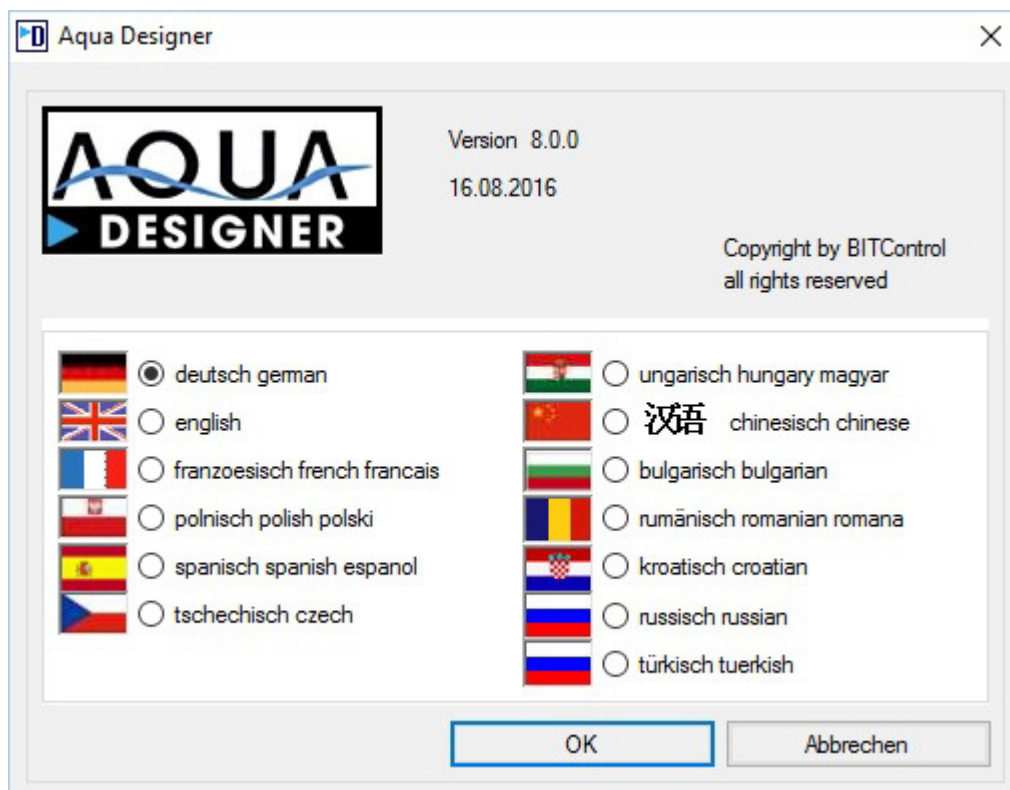 Aqua Designer
AQUA
DESIGNER
Version 8.0.0
16.08.2016
Copyright by BITControl
all rights reserved
deutsch german
english
franzoesisch french francais
polnisch polish polski
spanisch spanish espanol
tschechisch czech
ungarisch hungary magyar
汉语 chinesisch chinese
bulgarisch bulgarian
rumänisch romanian romana
kroatisch croatian
russisch russian
türkisch tuerkish
OK
Abbrechen